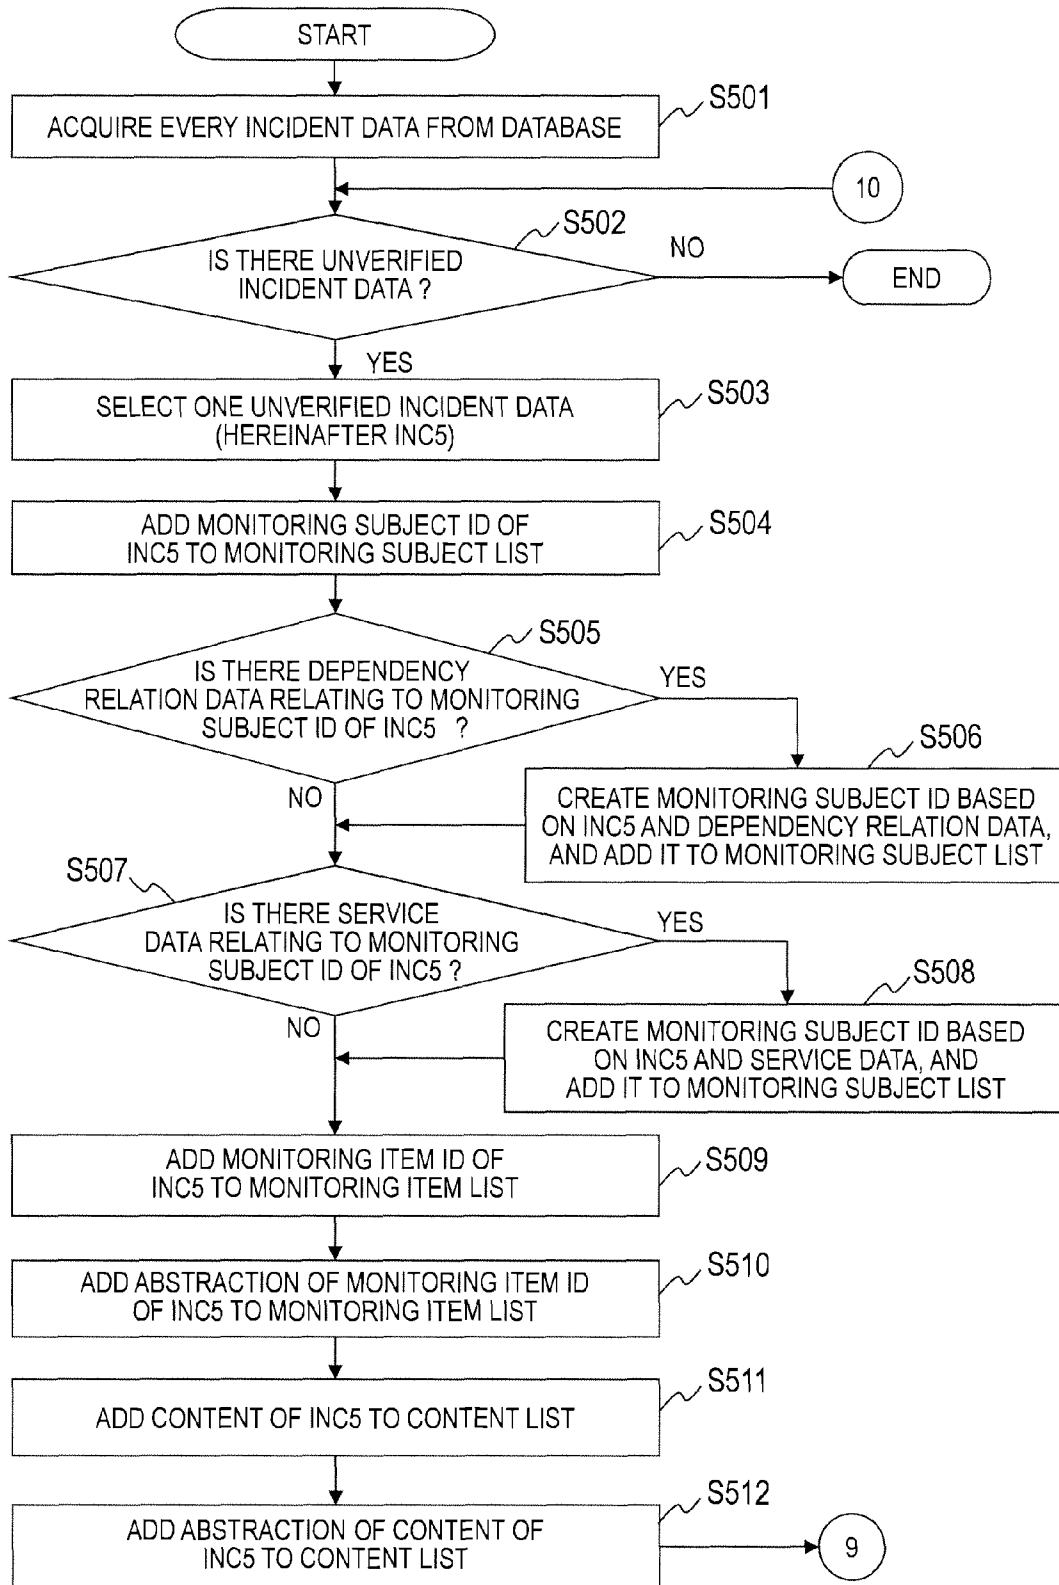 START
S501
ACQUIRE EVERY INCIDENT DATA FROM DATABASE
10
S502
IS THERE UNVERIFIED
INCIDENT DATA ?
NO
END
YES
S503
SELECT ONE UNVERIFIED INCIDENT DATA
(HEREINAFTER INC5)
S504
ADD MONITORING SUBJECT ID OF
INC5 TO MONITORING SUBJECT LIST
S505
IS THERE DEPENDENCY
RELATION DATA RELATING TO MONITORING
SUBJECT ID OF INC5 ?
YES
S506
NO
CREATE MONITORING SUBJECT ID BASED
ON INC5 AND DEPENDENCY RELATION DATA,
AND ADD IT TO MONITORING SUBJECT LIST
S507
IS THERE SERVICE
DATA RELATING TO MONITORING
SUBJECT ID OF INC5 ?
YES
S508
NO
CREATE MONITORING SUBJECT ID BASED
ON INC5 AND SERVICE DATA, AND
ADD IT TO MONITORING SUBJECT LIST
S509
ADD MONITORING ITEM ID OF
INC5 TO MONITORING ITEM LIST
S510
ADD ABSTRACTION OF MONITORING ITEM ID
OF INC5 TO MONITORING ITEM LIST
S511
ADD CONTENT OF INC5 TO CONTENT LIST
S512
ADD ABSTRACTION OF CONTENT OF
INC5 TO CONTENT LIST
9